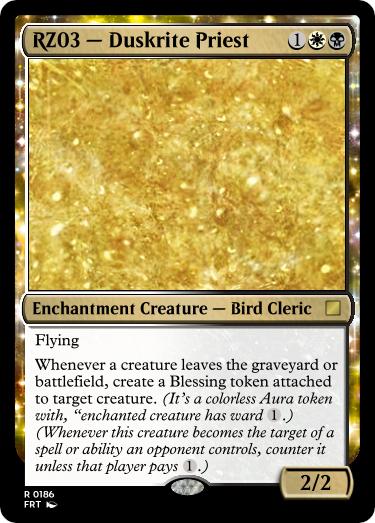 RZ03 — Duskrite Priest 1
Enchantment Creature — Bird Cleric
Flying
Whenever a creature leaves the graveyard or
battlefield, create a Blessing token attached
to target creature. (It's a colorless Aura token
with, “enchanted creature has ward 1.)
(Whenever this creature becomes the target of a
spell or ability an opponent controls, counter it
unless that player pays 1.)
2/2
R 0186
FRT